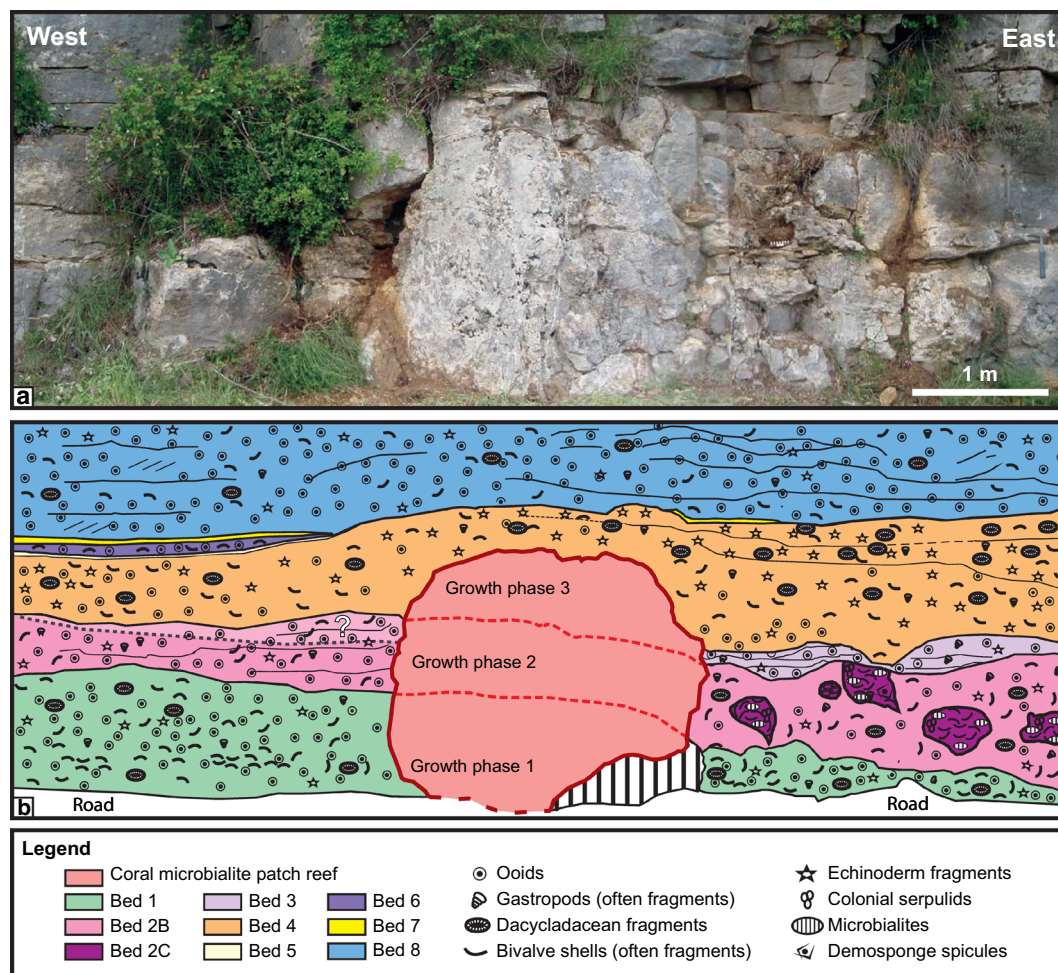 West
East
1 m
a
?
Growth phase 3
Growth phase 2
Growth phase 1
b
Road
Road
Legend
Coral microbialite patch reef
Bed 1
Bed 2B
Bed 2C
Bed 3
Bed 4
Bed 5
Bed 6
Bed 7
Bed 8
Ooids
Gastropods (often fragments)
Dacycladacean fragments
Bivalve shells (often fragments)
Echinoderm fragments
Colonial serpulids
Microbialites
Demosponge spicules